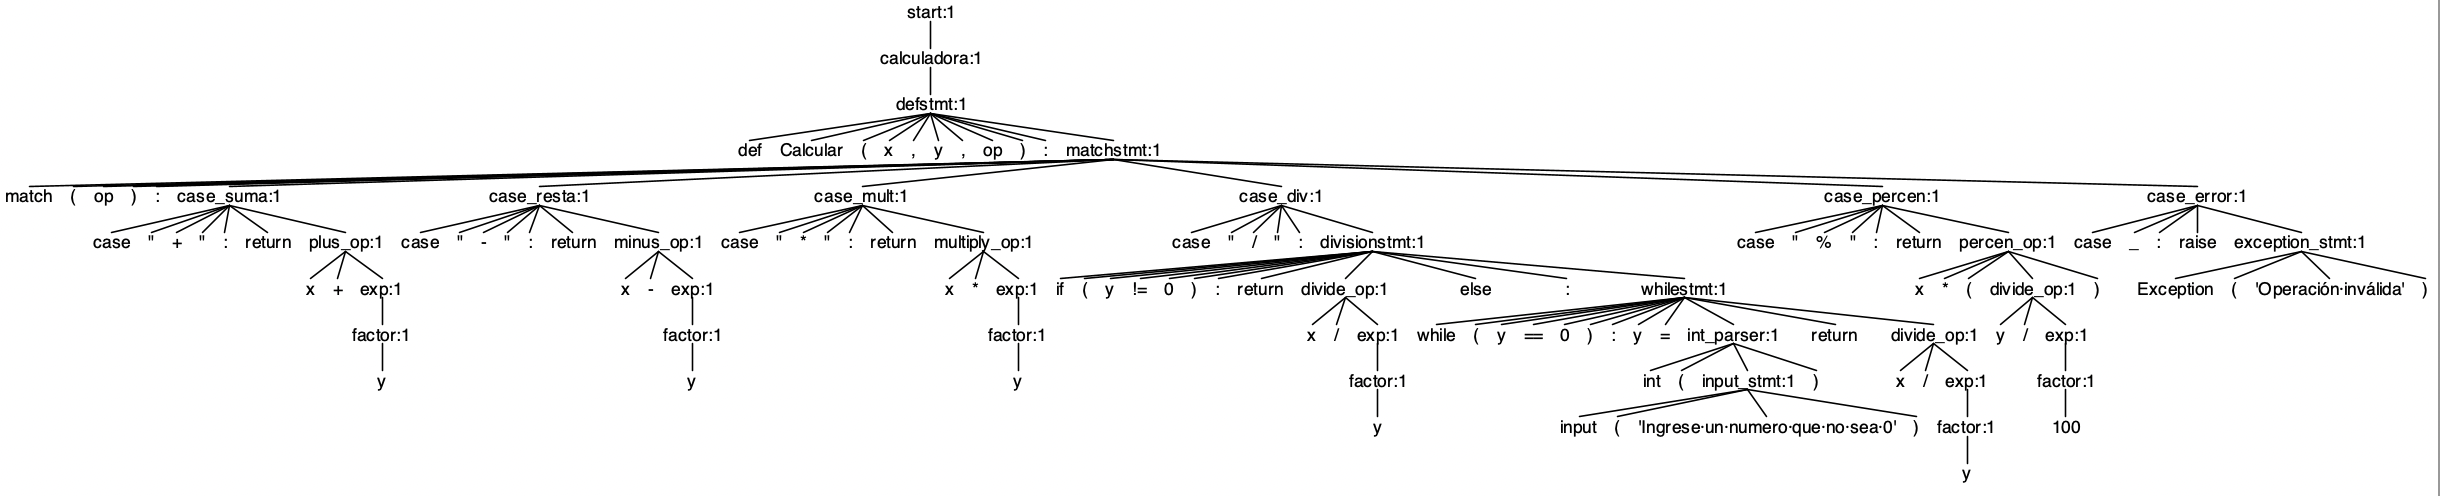 start:1
calculadora:1
defstmt:1
def Calcular ( x , y , op ) : matchstmt:1
match ( op ) : case_suma:1 case_resta:1 case_mult:1 case_div:1 case_percen:1 case_error:1
case " + " : return plus_op:1 case " - " : return minus_op:1 case " * " : return multiply_op:1 case " / " : divisionstmt:1 case " % " : return percen_op:1 case _ : raise exception_stmt:1
x + exp:1 x - exp:1 x * exp:1 if ( y != 0 ) : return divide_op:1 else : whilestmt:1 x * ( divide_op:1 ) Exception ( 'Operación·inválida' )
factor:1 factor:1 factor:1 x / exp:1 while ( y == 0 ) : y = int_parser:1 return divide_op:1 y / exp:1
y y y factor:1 int ( input_stmt:1 ) x / exp:1 factor:1
y input ( 'Ingrese·un·numero·que·no·sea·0' ) factor:1 100
y